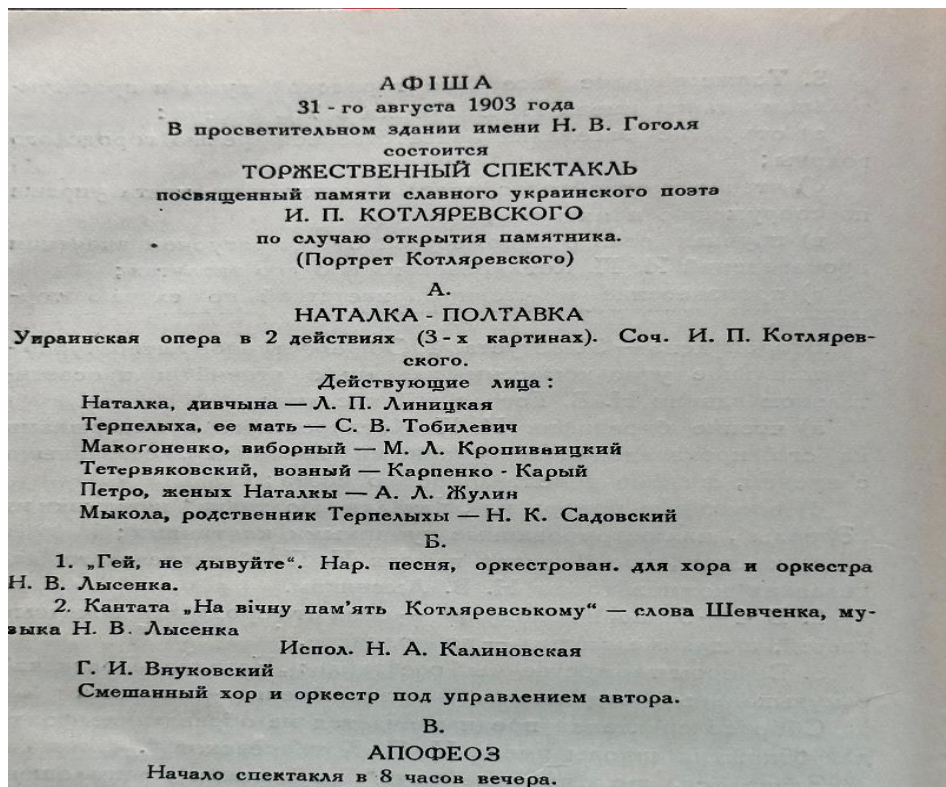 АФІША
31-го августа 1903 года
В просветительном здании имени Н. В. Гоголя
состоится
ТОРЖЕСТВЕННЫЙ СПЕКТАКЛЬ
посвященный памяти славного украинского поэта
И. П. КОТЛЯРЕВСКОГО
по случаю открытия памятника.
(Портрет Котляревского)
А.
НАТАЛКА - ПОЛТАВКА
Украинская опера в 2 действиях (3-х картинах). Соч. И. П. Котлярев-
ского.
Действующие лица:
Наталка, дивчына — Л. П. Линицкая
Терпелыха, ее мать — С. В. Тобилевич
Макогоненко, виборный — М. Л. Кропивницкий
Тетервяковский, возный — Карпенко - Карый
Петро, женых Наталкы — А. Л. Жулин
Мыкола, родственник Терпелыхы — Н. К. Садовский
Б.
1. „Гей, не дывуйте“. Нар. песня, оркестрован. для хора и оркестра
Н. В. Лысенка.
2. Кантата „На вічну пам'ять Котляревському“ — слова Шевченка, му-
зыка Н. В. Лысенка
Испол. Н. А. Калиновская
Г. И. Внуковский
Смешанный хор и оркестр под управлением автора.
В.
АПОФЕОЗ
Начало спектакля в 8 часов вечера.